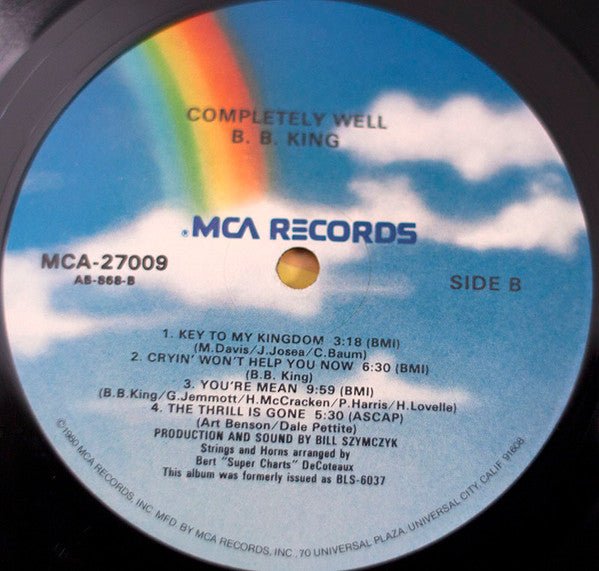 COMPLETELY WELL
B. B. KING
®MCA RECORDS
MCA-27009
AB-868-B
SIDE B
1. KEY TO MY KINGDOM 3:18 (BMI)
(M.Davis/J.Josea/C.Baum)
2. CRYIN' WON'T HELP YOU NOW 6:30 (BMI)
(B.B. King)
3. YOU'RE MEAN 9:59 (BMI)
(B.B.King/G.Jemmott/H.McCracken/P.Harris/H.Lovelle)
4. THE THRILL IS GONE 5:30 (ASCAP)
(Art Benson/Dale Pettite)
PRODUCTION AND SOUND BY BILL SZYMCZYK
Strings and Horns arranged by
Bert "Super Charts" DeCoteaux
This album was formerly issued as BLS-6037
©1980 MCA RECORDS, INC. MFD. BY MCA RECORDS, INC., 70 UNIVERSAL PLAZA, UNIVERSAL CITY, CALIF. 91608